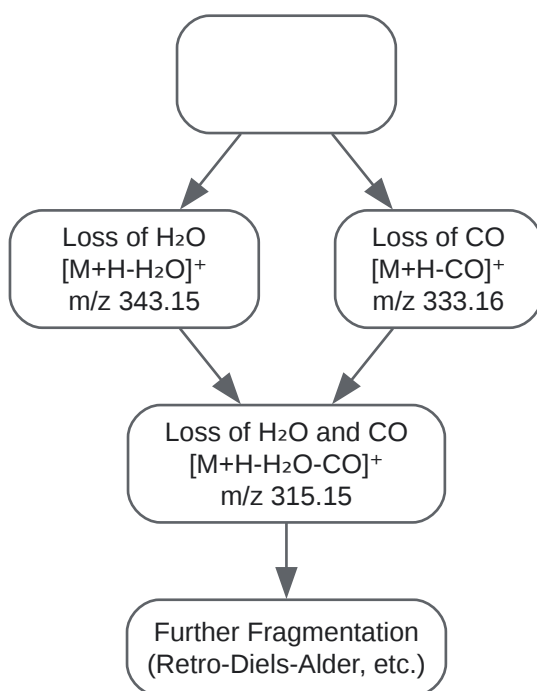 Loss of H₂O
[M+H-H₂O]⁺
m/z 343.15
Loss of CO
[M+H-CO]⁺
m/z 333.16
Loss of H₂O and CO
[M+H-H₂O-CO]⁺
m/z 315.15
Further Fragmentation
(Retro-Diels-Alder, etc.)